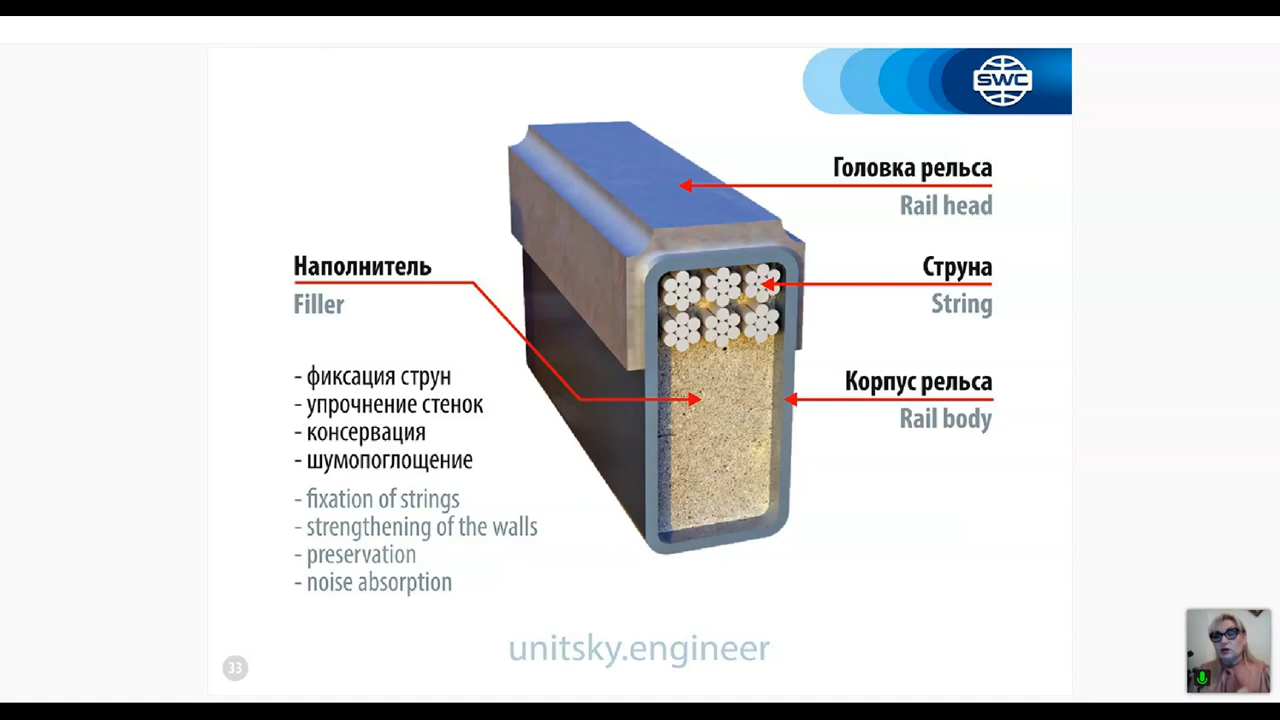 SWC
Головка рельса
Rail head
Наполнитель
Filler
Струна
String
- фиксация струн
- упрочнение стенок
- консервация
- шумопоглощение
Корпус рельса
Rail body
- fixation of strings
- strengthening of the walls
- preservation
- noise absorption
unitsky.engineer
33